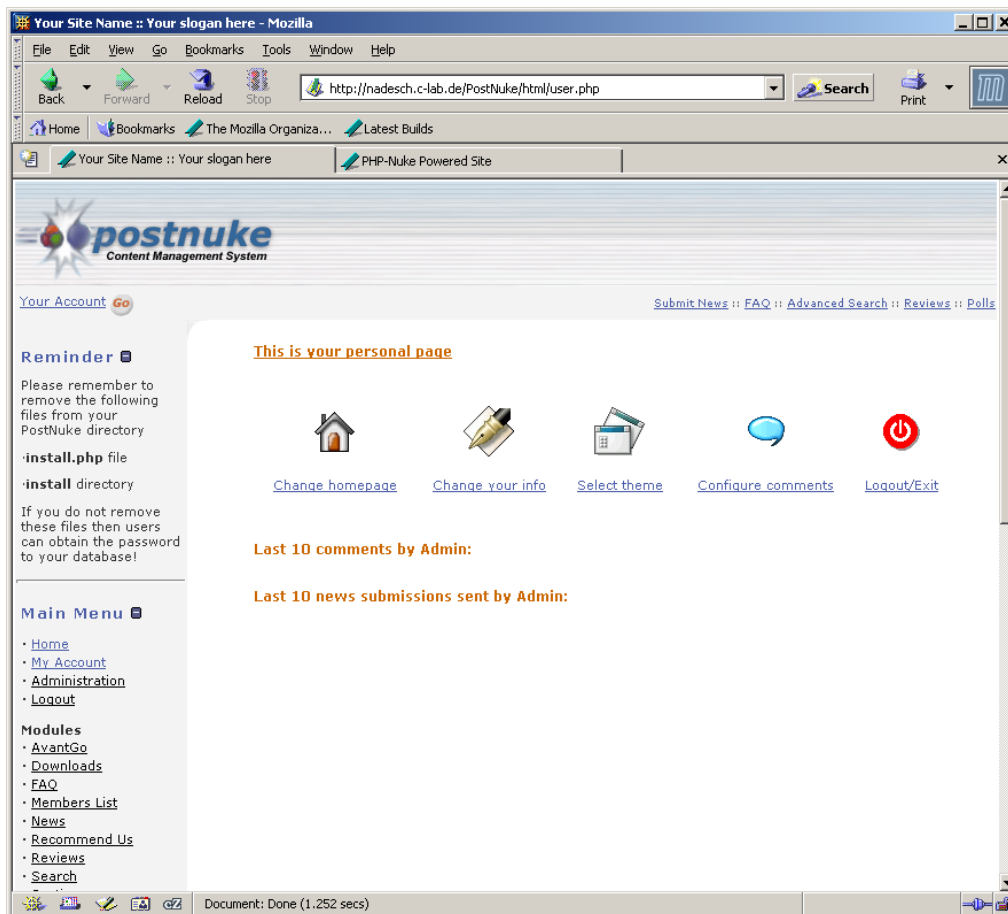 Your Site Name :: Your slogan here - Mozilla
File Edit View Go Bookmarks Tools Window Help
Back Forward Reload Stop http://nadesch.c-lab.de/PostNuke/html/user.php Search Print
Home Bookmarks The Mozilla Organiza... Latest Builds
Your Site Name :: Your slogan here PHP-Nuke Powered Site
postnuke
Content Management System
Your Account Go Submit News :: FAQ :: Advanced Search :: Reviews :: Polls
Reminder
Please remember to
remove the following
files from your
PostNuke directory
·install.php file
·install directory
If you do not remove
these files then users
can obtain the password
to your database!
Main Menu
· Home
· My Account
· Administration
· Logout
Modules
· AvantGo
· Downloads
· FAQ
· Members List
· News
· Recommend Us
· Reviews
· Search
This is your personal page
Change homepage Change your info Select theme Configure comments Logout/Exit
Last 10 comments by Admin:
Last 10 news submissions sent by Admin:
Document: Done (1.252 secs)